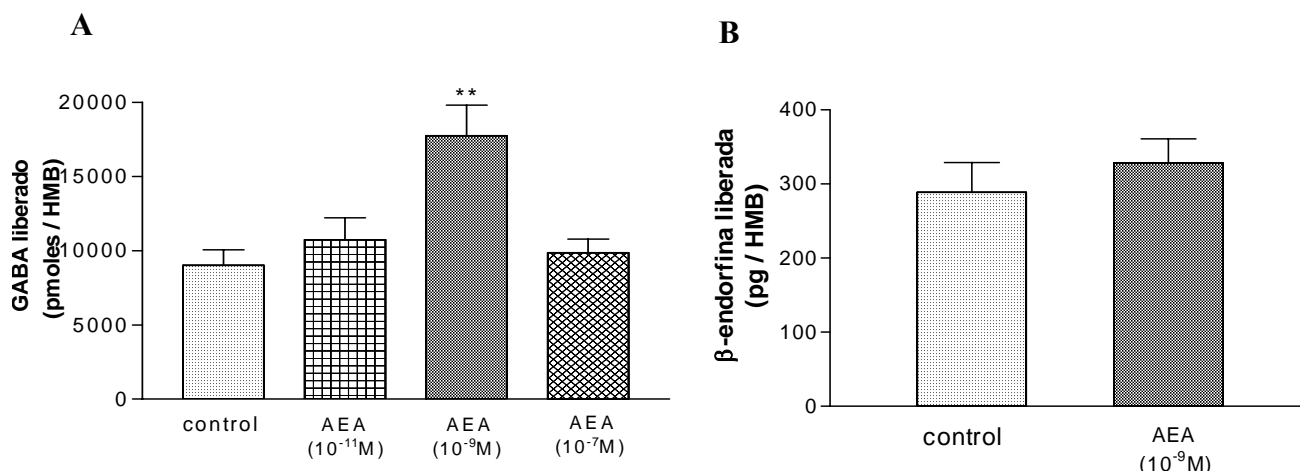 A
GABA liberado
(pmoles / HMB)
20000
15000
10000
5000
0
**
control
AEA
(10⁻¹¹M)
AEA
(10⁻⁹M)
AEA
(10⁻⁷M)
B
β-endorfina liberada
(pg / HMB)
400
300
200
100
0
control
AEA
(10⁻⁹M)